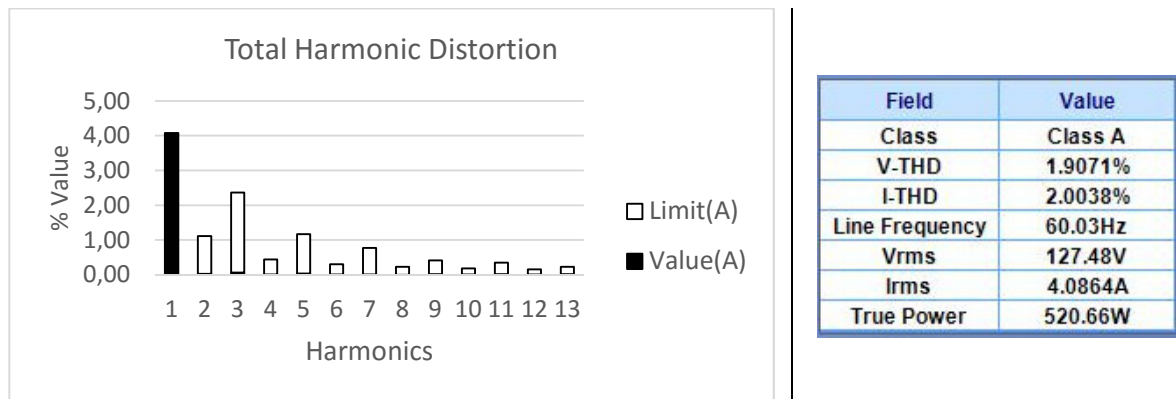 Total Harmonic Distortion
5,00
4,00
3,00
2,00
1,00
0,00
% Value
1 2 3 4 5 6 7 8 9 10 11 12 13
Harmonics
Limit(A)
Value(A)
Field Value
Class Class A
V-THD 1.9071%
I-THD 2.0038%
Line Frequency 60.03Hz
Vrms 127.48V
Irms 4.0864A
True Power 520.66W